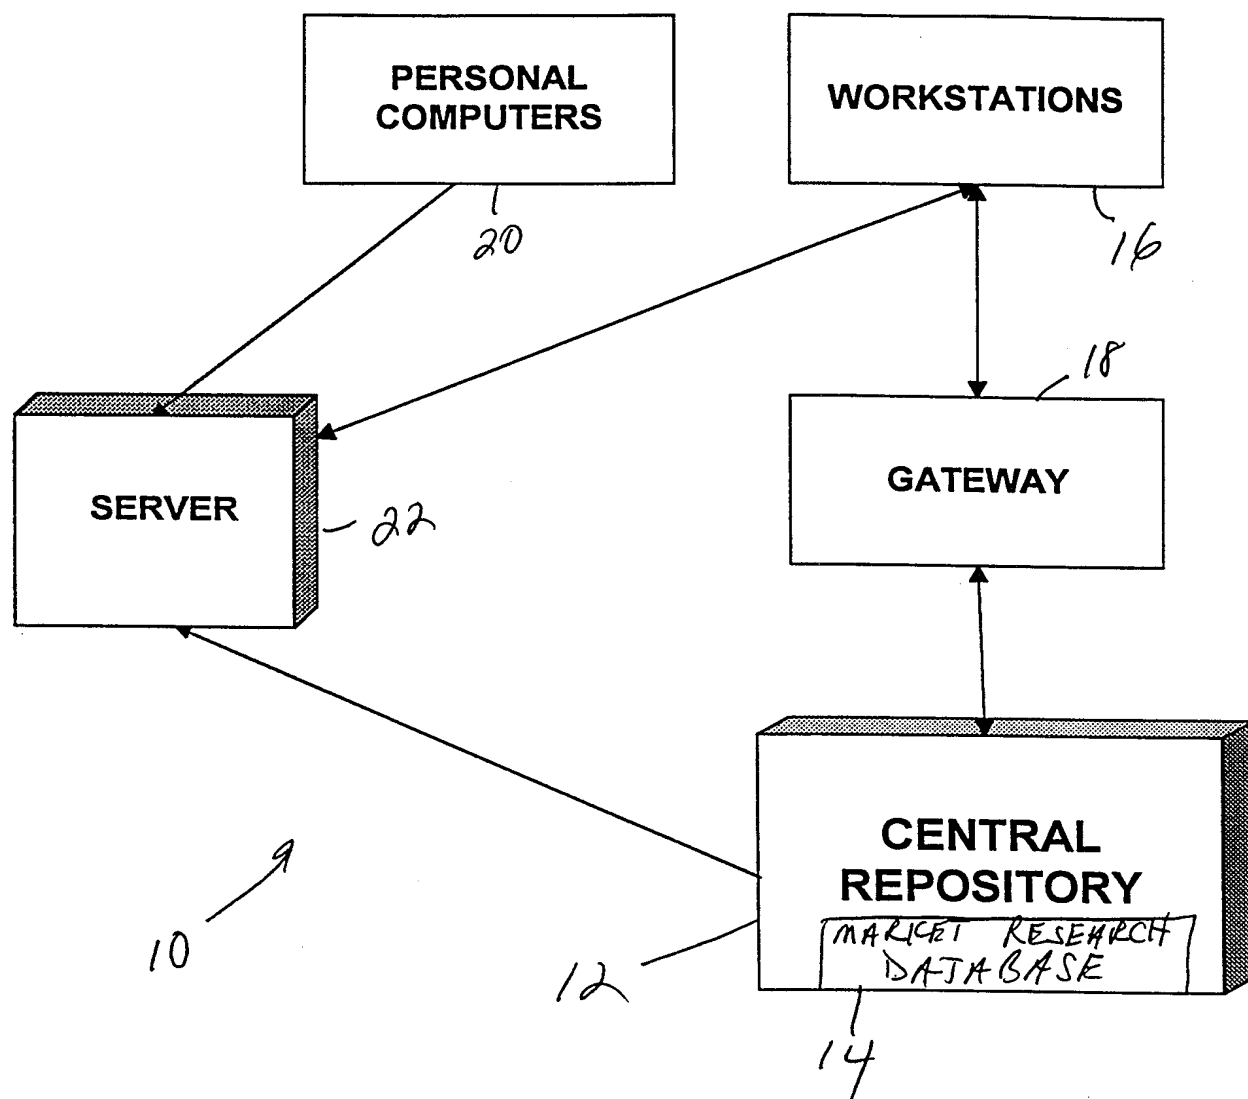 PERSONAL
COMPUTERS
WORKSTATIONS
20
16
18
SERVER
GATEWAY
22
CENTRAL
REPOSITORY
MARKET RESEARCH
DATABASE
10
12
14